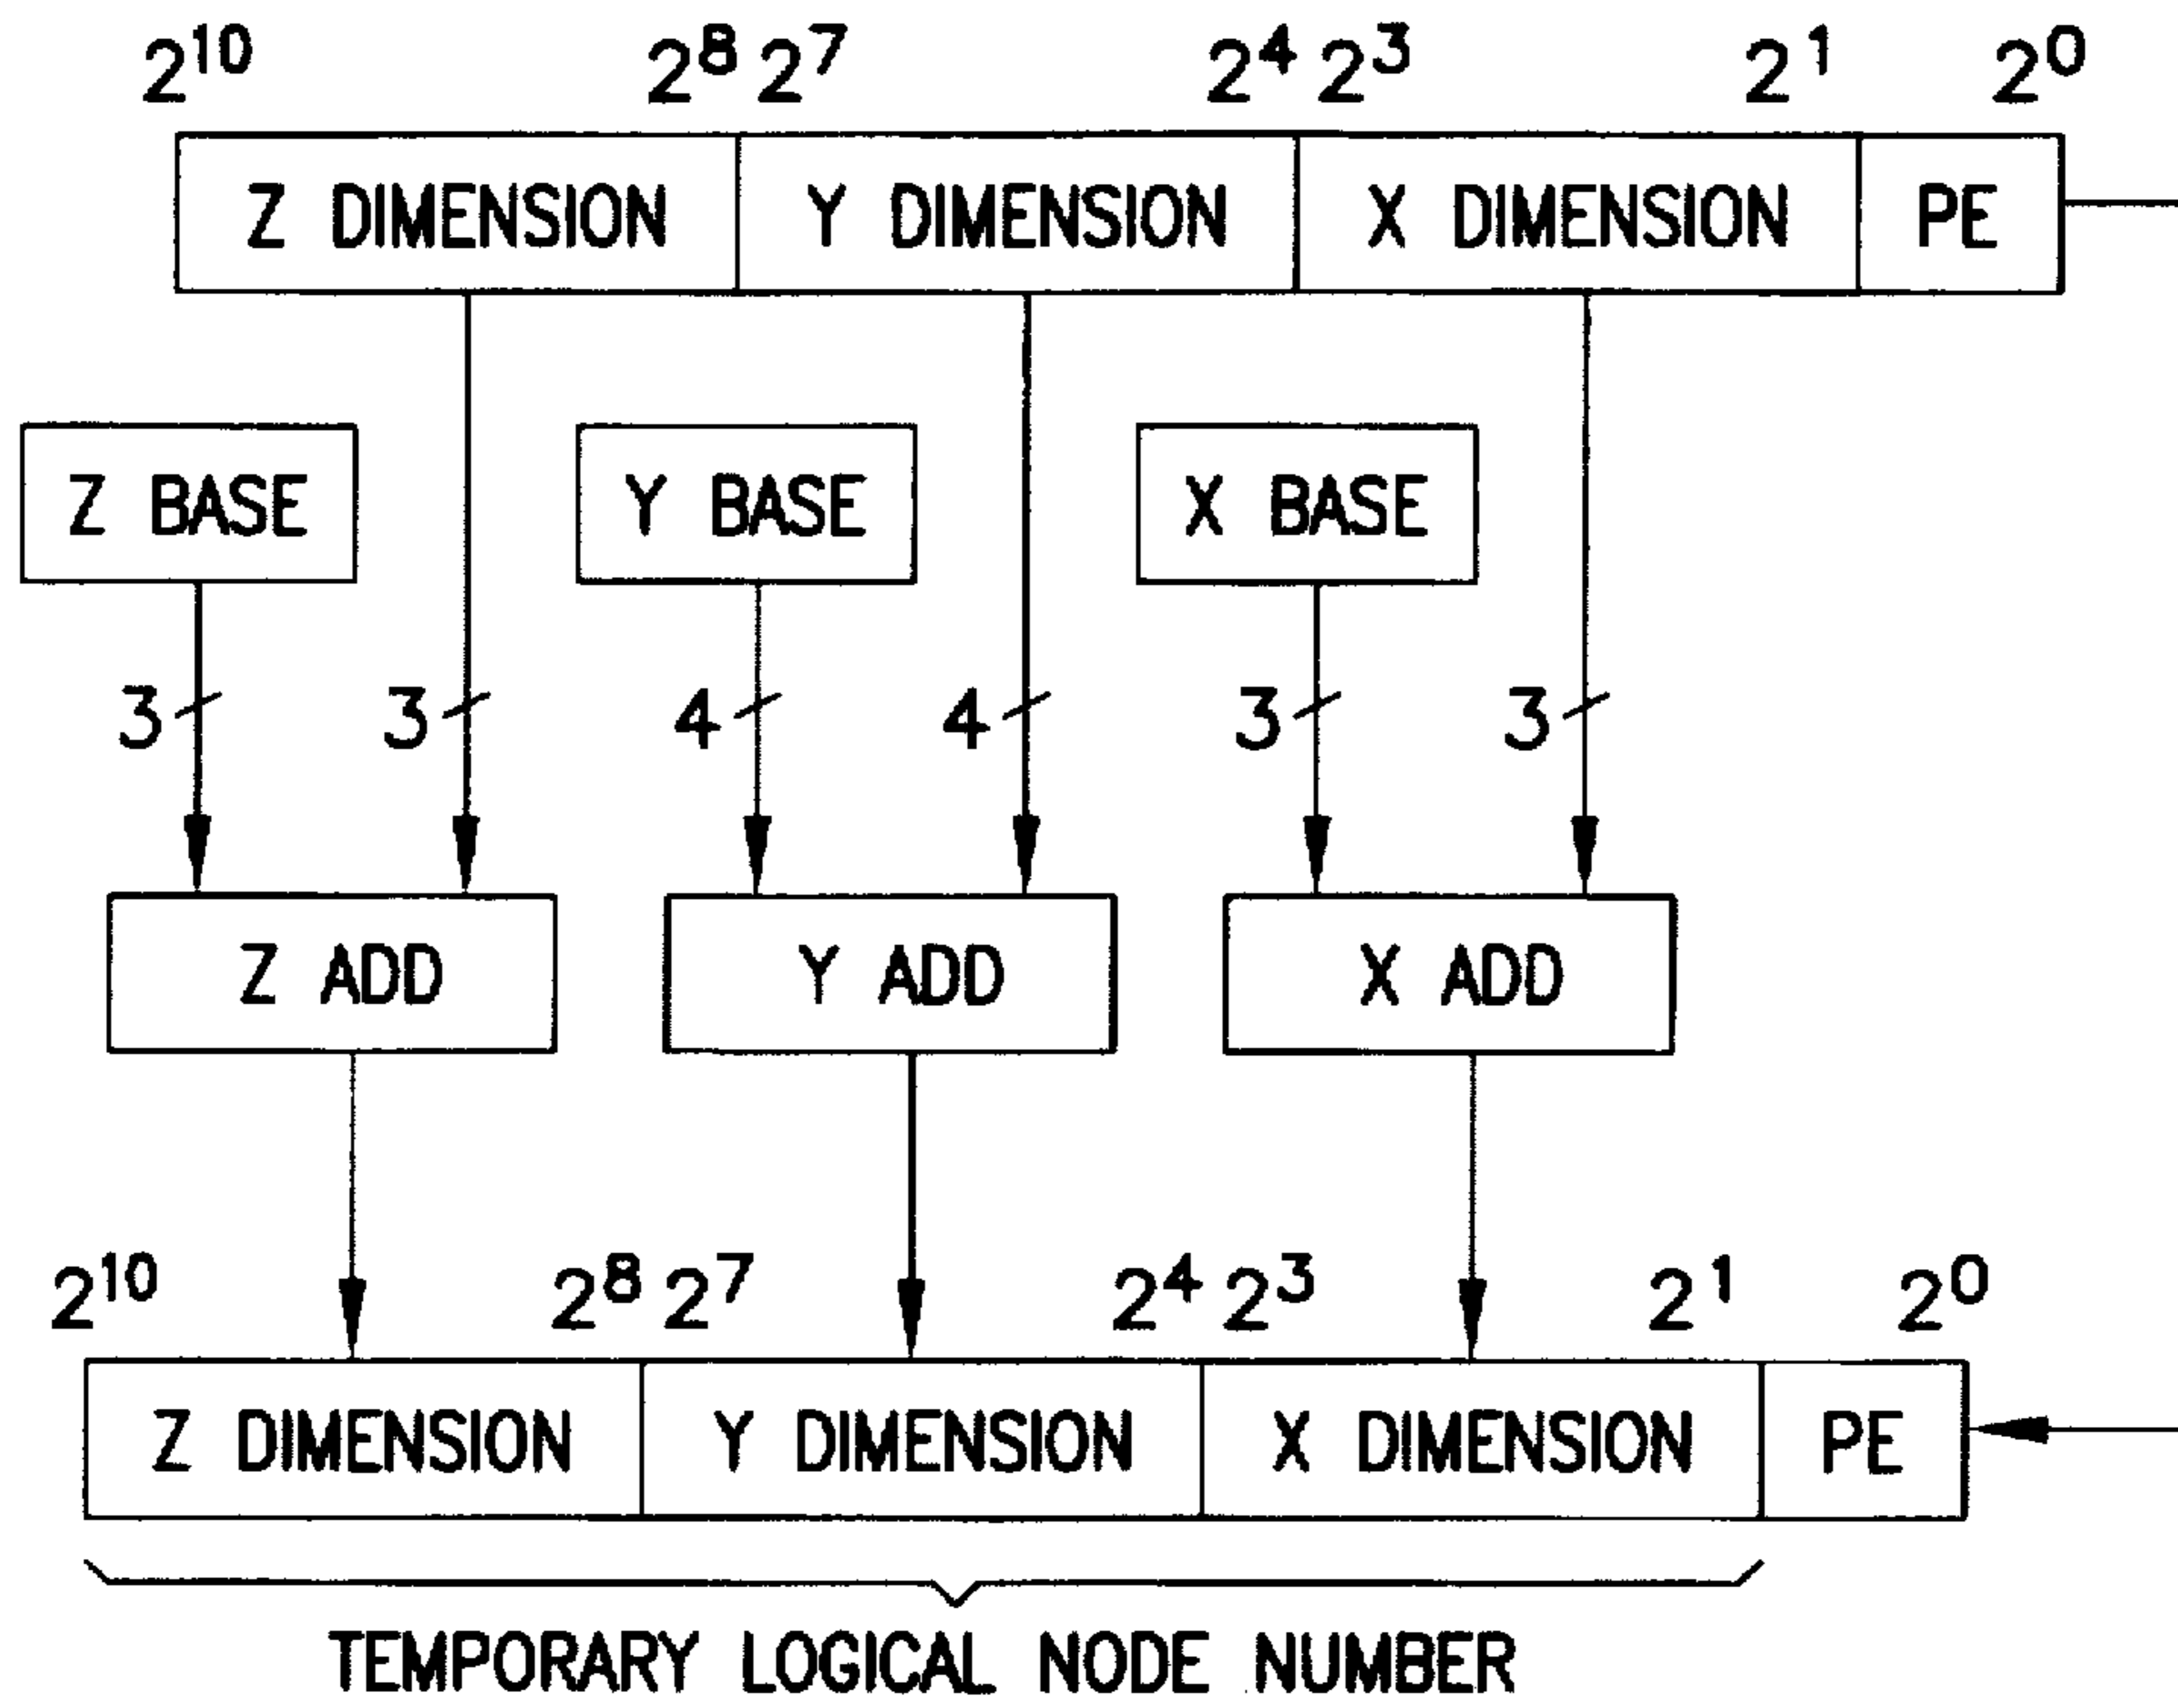 2^10 2^8 2^7 2^4 2^3 2^1 2^0
Z DIMENSION Y DIMENSION X DIMENSION PE
Z BASE Y BASE X BASE
3 3 4 4 3 3
Z ADD Y ADD X ADD
2^10 2^8 2^7 2^4 2^3 2^1 2^0
Z DIMENSION Y DIMENSION X DIMENSION PE
TEMPORARY LOGICAL NODE NUMBER